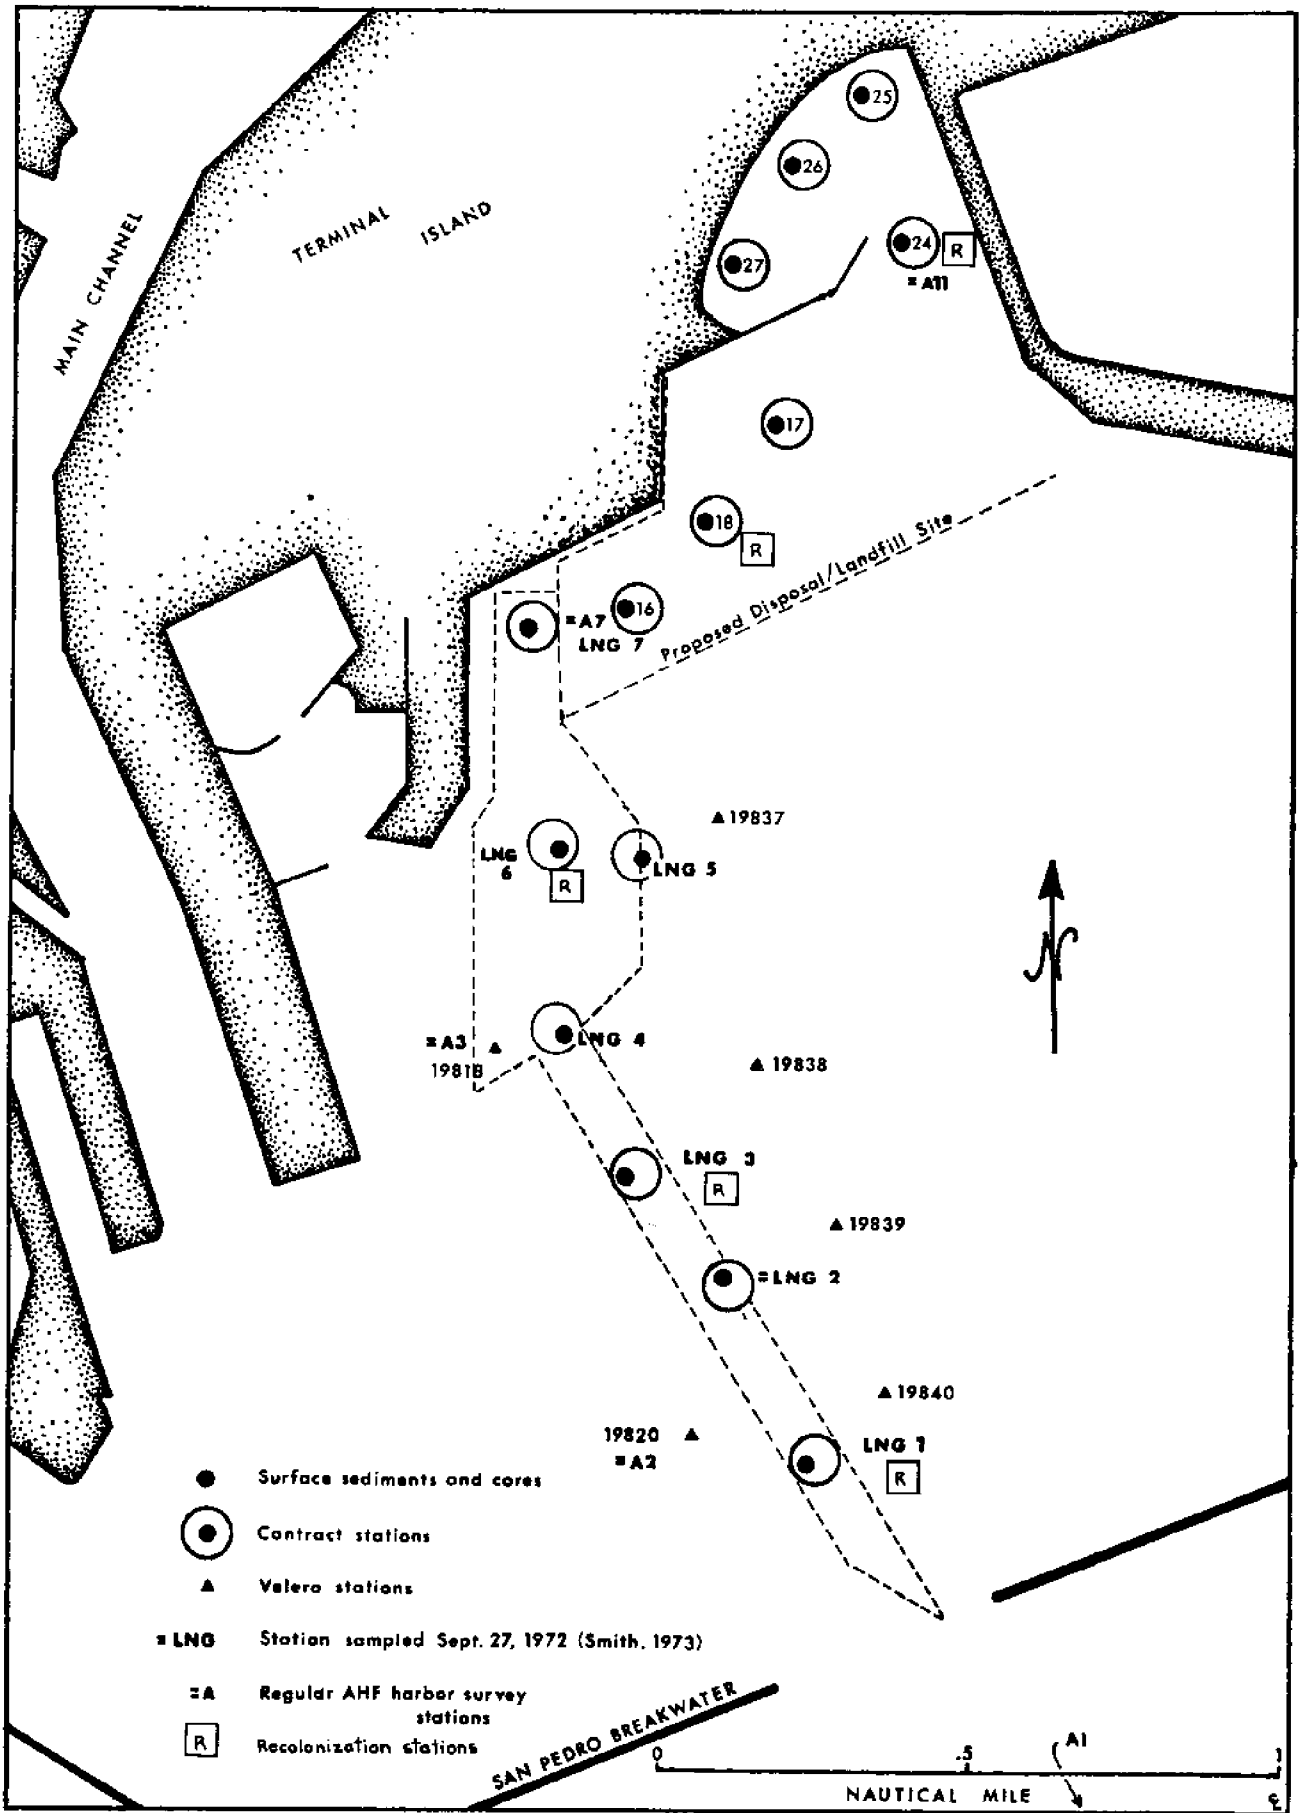 25
26
TERMINAL ISLAND
MAIN CHANNEL
24 R
27
=A11
17
18
R
Proposed Disposal/Landfill Site
16
=A7
LNG 7
19837
LNG
6
LNG 5
R
N
=A3
LNG 4
19818
19838
LNG 3
R
19839
=LNG 2
19840
19820
=A2
LNG 1
R
Surface sediments and cores
Contract stations
Velero stations
=LNG Station sampled Sept. 27, 1972 (Smith, 1973)
=A Regular AHF harbor survey
stations
R Recolonization stations
SAN PEDRO BREAKWATER
A1
0 .5 1
NAUTICAL MILE